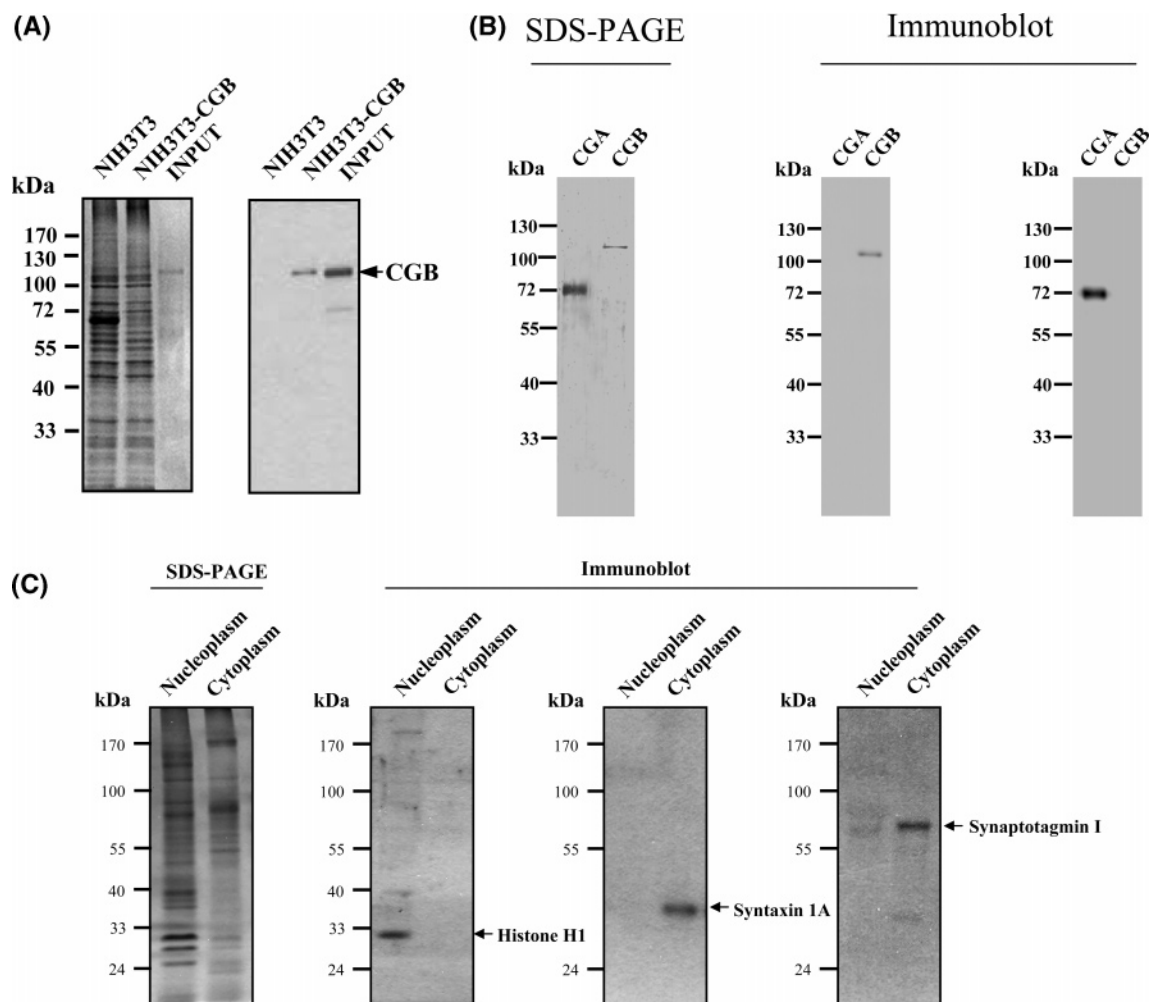 (A)
NIH3T3
NIH3T3-CGB
INPUT
NIH3T3
NIH3T3-CGB
INPUT
kDa
170
130
100
72
55
40
33
CGB
(B)
SDS-PAGE
Immunoblot
CGA
CGB
kDa
130
100
72
55
40
33
CGA
CGB
kDa
130
100
72
55
40
33
CGA
CGB
kDa
130
100
72
55
40
33
(C)
SDS-PAGE
Immunoblot
Nucleoplasm
Cytoplasm
kDa
170
100
55
40
33
24
Nucleoplasm
Cytoplasm
kDa
170
100
55
40
33
24
Histone H1
Nucleoplasm
Cytoplasm
kDa
170
100
55
33
24
Syntaxin 1A
Nucleoplasm
Cytoplasm
kDa
170
100
55
40
33
24
Synaptotagmin I